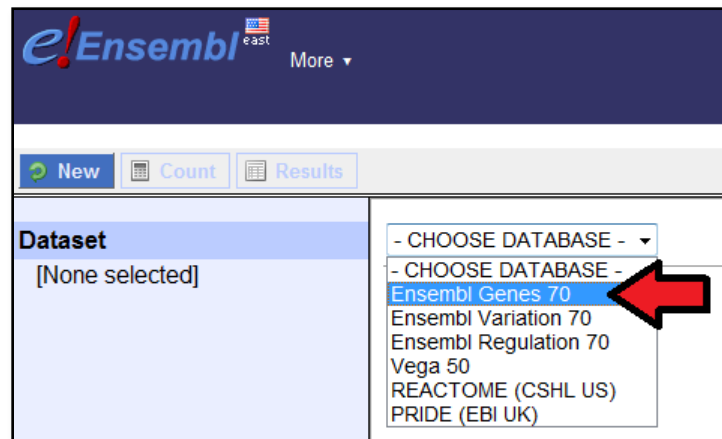 e!Ensembl east
More ▾
New Count Results
Dataset
[None selected]
- CHOOSE DATABASE -
- CHOOSE DATABASE -
Ensembl Genes 70
Ensembl Variation 70
Ensembl Regulation 70
Vega 50
REACTOME (CSHL US)
PRIDE (EBI UK)